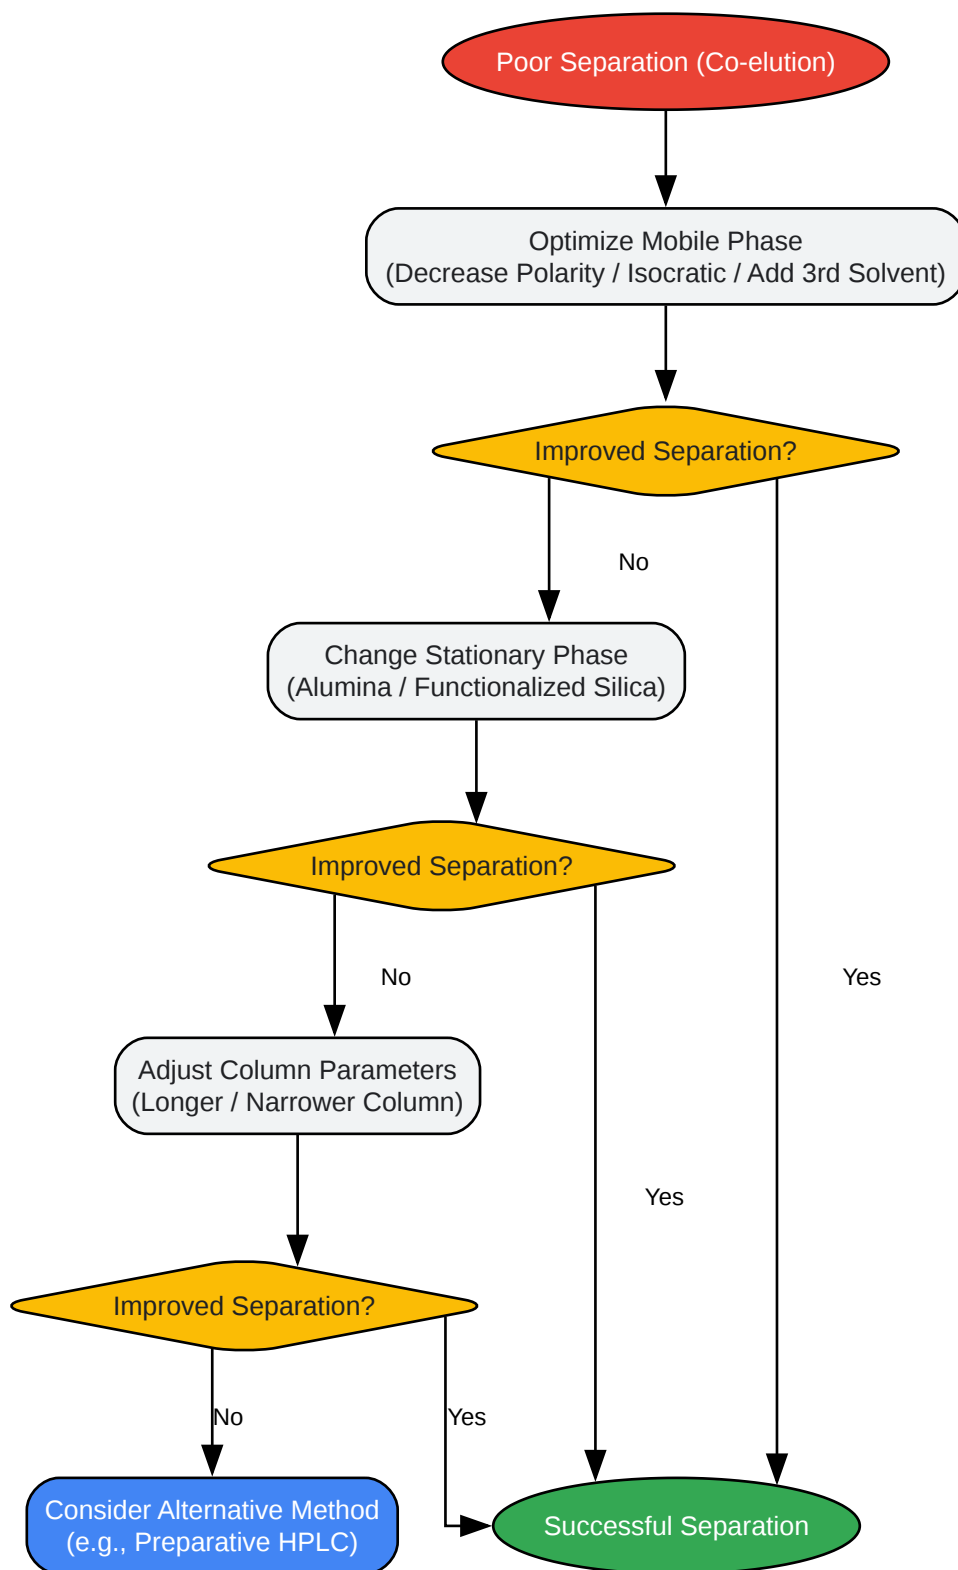 Poor Separation (Co-elution)
Optimize Mobile Phase
(Decrease Polarity / Isocratic / Add 3rd Solvent)
Improved Separation?
No
Change Stationary Phase
(Alumina / Functionalized Silica)
Improved Separation?
No
Yes
Adjust Column Parameters
(Longer / Narrower Column)
Yes
Improved Separation?
No
Yes
Consider Alternative Method
(e.g., Preparative HPLC)
Successful Separation